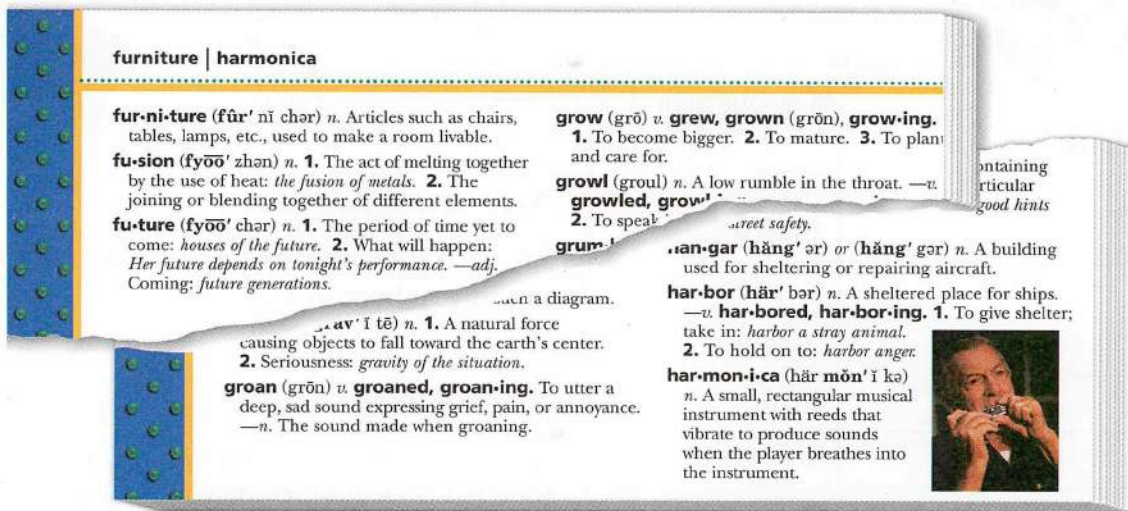 furniture | harmonica
fur•ni•ture (fûr′ nĭ chər) n. Articles such as chairs,
tables, lamps, etc., used to make a room livable.
fu•sion (fyo͞o′ zhən) n. 1. The act of melting together
by the use of heat: the fusion of metals. 2. The
joining or blending together of different elements.
fu•ture (fyo͞o′ chər) n. 1. The period of time yet to
come: houses of the future. 2. What will happen:
Her future depends on tonight's performance. —adj.
Coming: future generations.
such a diagram.
ĭ tē) n. 1. A natural force
causing objects to fall toward the earth's center.
2. Seriousness: gravity of the situation.
groan (grōn) v. groaned, groan•ing. To utter a
deep, sad sound expressing grief, pain, or annoyance.
—n. The sound made when groaning.
grow (grō) v. grew, grown (grōn), grow•ing.
1. To become bigger. 2. To mature. 3. To plant
and care for.
growl (groul) n. A low rumble in the throat. —v.
growled,
2. To speak
good hints
street safety.
han•gar (hăng′ ər) or (hăng′ gər) n. A building
used for sheltering or repairing aircraft.
har•bor (här′ bər) n. A sheltered place for ships.
—v. har•bored, har•bor•ing. 1. To give shelter;
take in: harbor a stray animal.
2. To hold on to: harbor anger.
har•mon•i•ca (här mŏn′ ĭ kə)
n. A small, rectangular musical
instrument with reeds that
vibrate to produce sounds
when the player breathes into
the instrument.